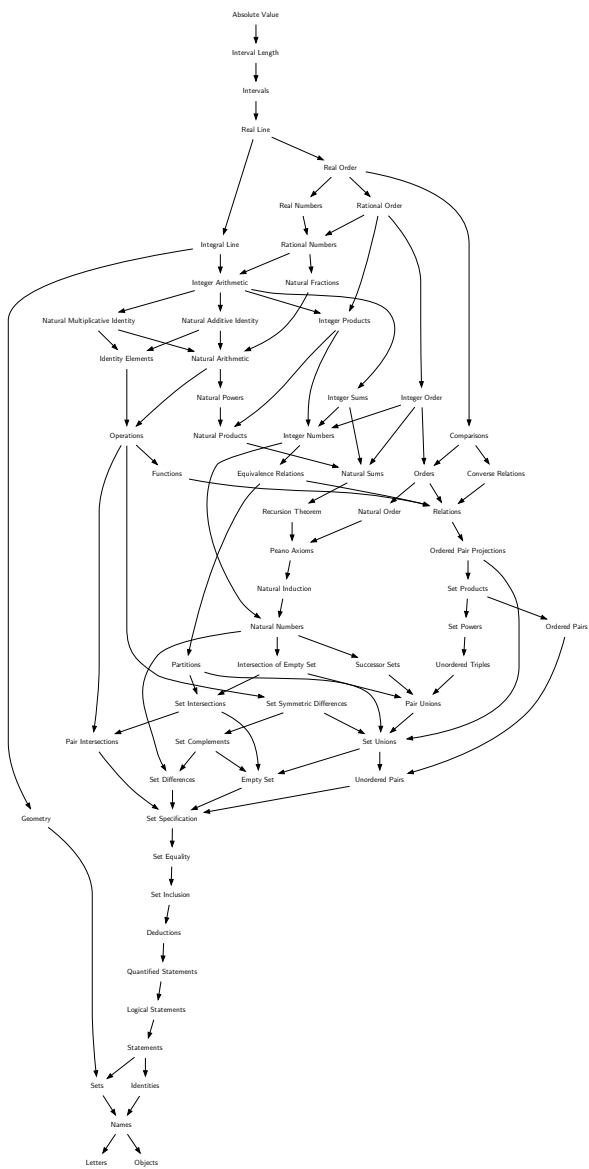 Absolute Value
Interval Length
Intervals
Real Line
Real Order
Real Numbers
Rational Order
Integral Line
Rational Numbers
Integer Arithmetic
Natural Fractions
Natural Multiplicative Identity
Natural Additive Identity
Integer Products
Identity Elements
Natural Arithmetic
Natural Powers
Integer Sums
Integer Order
Operations
Natural Products
Integer Numbers
Comparisons
Functions
Equivalence Relations
Natural Sums
Orders
Converse Relations
Recursion Theorem
Natural Order
Relations
Peano Axioms
Ordered Pair Projections
Natural Induction
Set Products
Natural Numbers
Set Powers
Ordered Pairs
Partitions
Intersection of Empty Set
Successor Sets
Unordered Triples
Set Intersections
Set Symmetric Differences
Pair Unions
Pair Intersections
Set Complements
Set Unions
Set Differences
Empty Set
Unordered Pairs
Geometry
Set Specification
Set Equality
Set Inclusion
Deductions
Quantified Statements
Logical Statements
Statements
Sets
Identities
Names
Letters
Objects